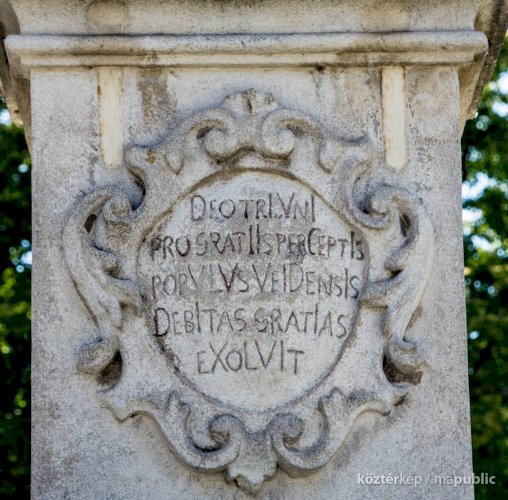 DEO TRI.VNI
PRO GRATIIS PERCEPTIS
POPVLVS VEIDENSIS
DEBITAS GRATIAS
EXOLVIT
köztérkép / mapublic